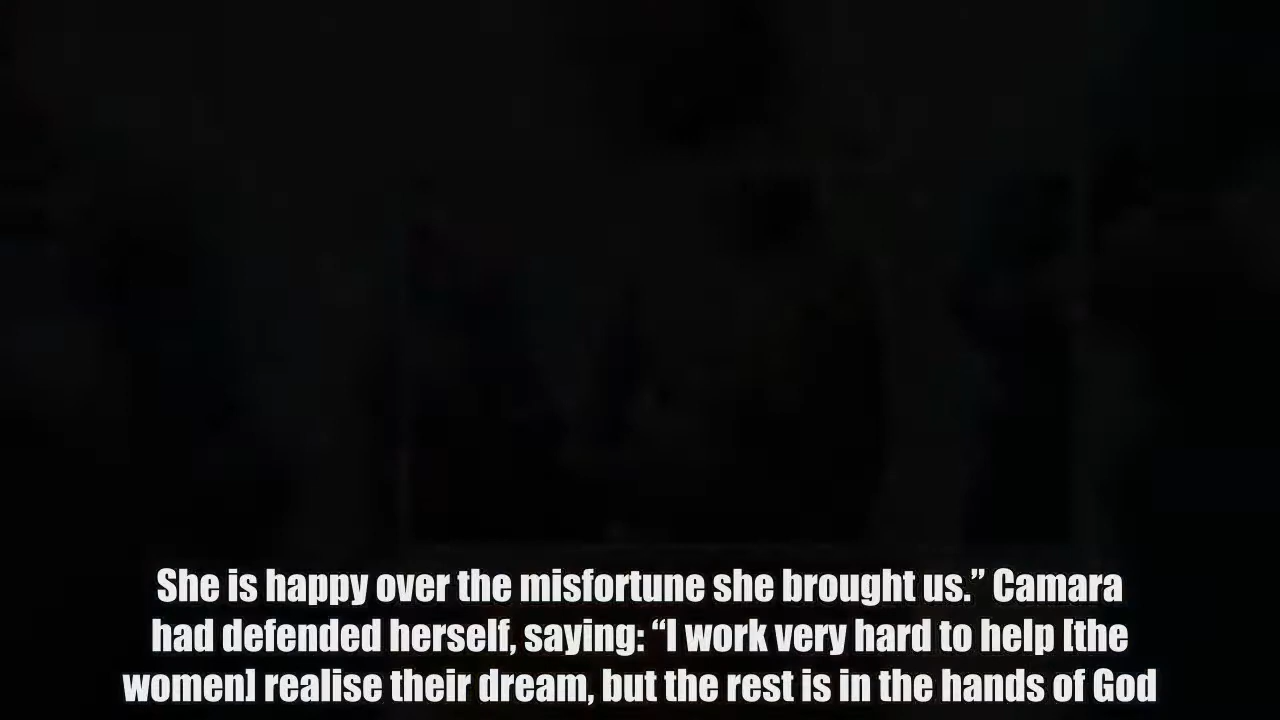 She is happy over the misfortune she brought us.” Camara
had defended herself, saying: “I work very hard to help [the
women] realise their dream, but the rest is in the hands of God